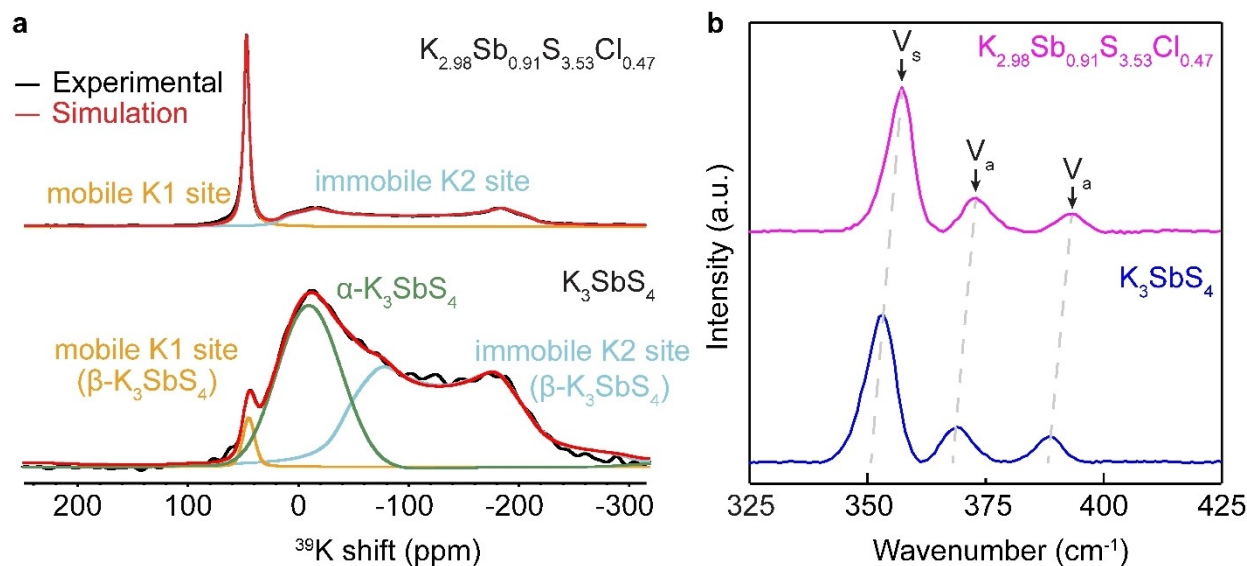 a
K₂.₉₈Sb₀.₉₁S₃.₅₃Cl₀.₄₇
Experimental
Simulation
mobile K1 site
immobile K2 site
α-K₃SbS₄
K₃SbS₄
mobile K1 site
(β-K₃SbS₄)
immobile K2 site
(β-K₃SbS₄)
200 100 0 -100 -200 -300
³⁹K shift (ppm)
b
Vₛ
K₂.₉₈Sb₀.₉₁S₃.₅₃Cl₀.₄₇
Vₐ
Vₐ
K₃SbS₄
Intensity (a.u.)
325 350 375 400 425
Wavenumber (cm⁻¹)